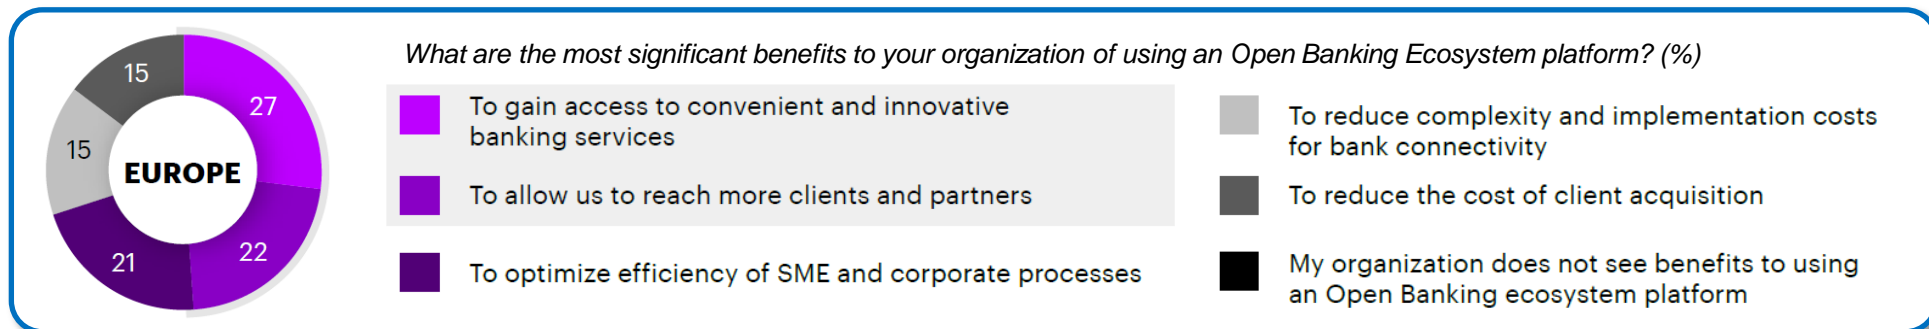 What are the most significant benefits to your organization of using an Open Banking Ecosystem platform? (%)
15
27
15
EUROPE
21
22
To gain access to convenient and innovative
banking services
To allow us to reach more clients and partners
To optimize efficiency of SME and corporate processes
To reduce complexity and implementation costs
for bank connectivity
To reduce the cost of client acquisition
My organization does not see benefits to using
an Open Banking ecosystem platform